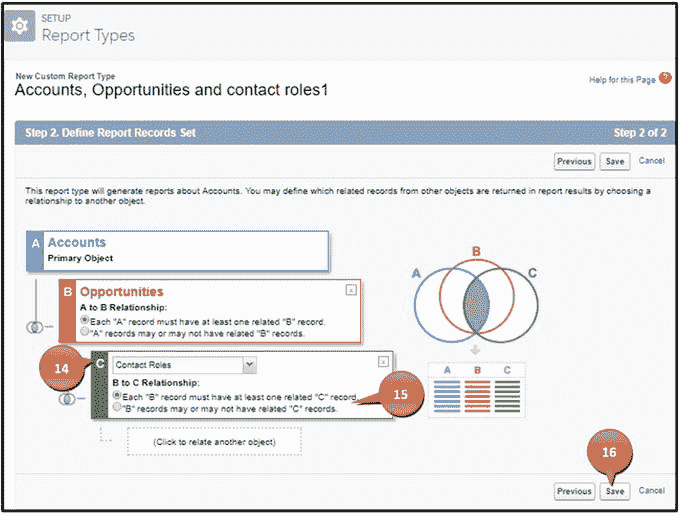 SETUP
Report Types
New Custom Report Type
Help for this Page ?
Accounts, Opportunities and contact roles1
Step 2. Define Report Records Set
Step 2 of 2
Previous Save Cancel
This report type will generate reports about Accounts. You may define which related records from other objects are returned in report results by choosing a
relationship to another object.
A Accounts
Primary Object
B Opportunities x
A to B Relationship:
Each "A" record must have at least one related "B" record.
"A" records may or may not have related "B" records.
14
C Contact Roles x
B to C Relationship:
Each "B" record must have at least one related "C" record.
"B" records may or may not have related "C" records.
15
(Click to relate another object)
B
A C
A B C
16
Previous Save Cancel